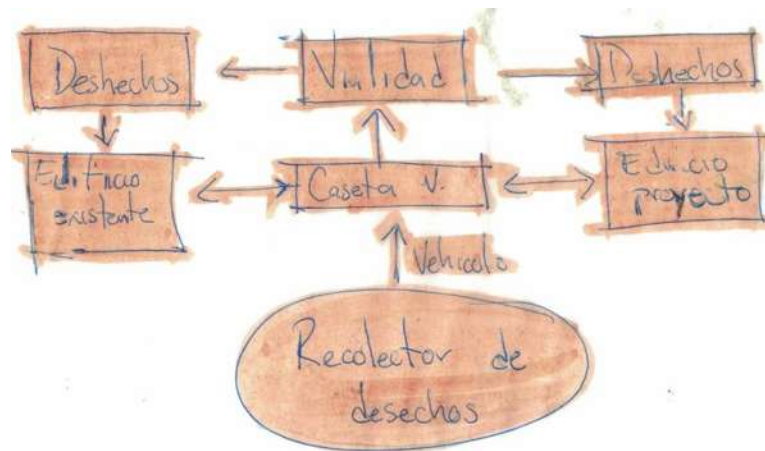 Deshechos
Vialidad
Deshechos
Edificio
existente
Caseta V.
Edificio
proyecto
Vehiculo
Recolector de
desechos